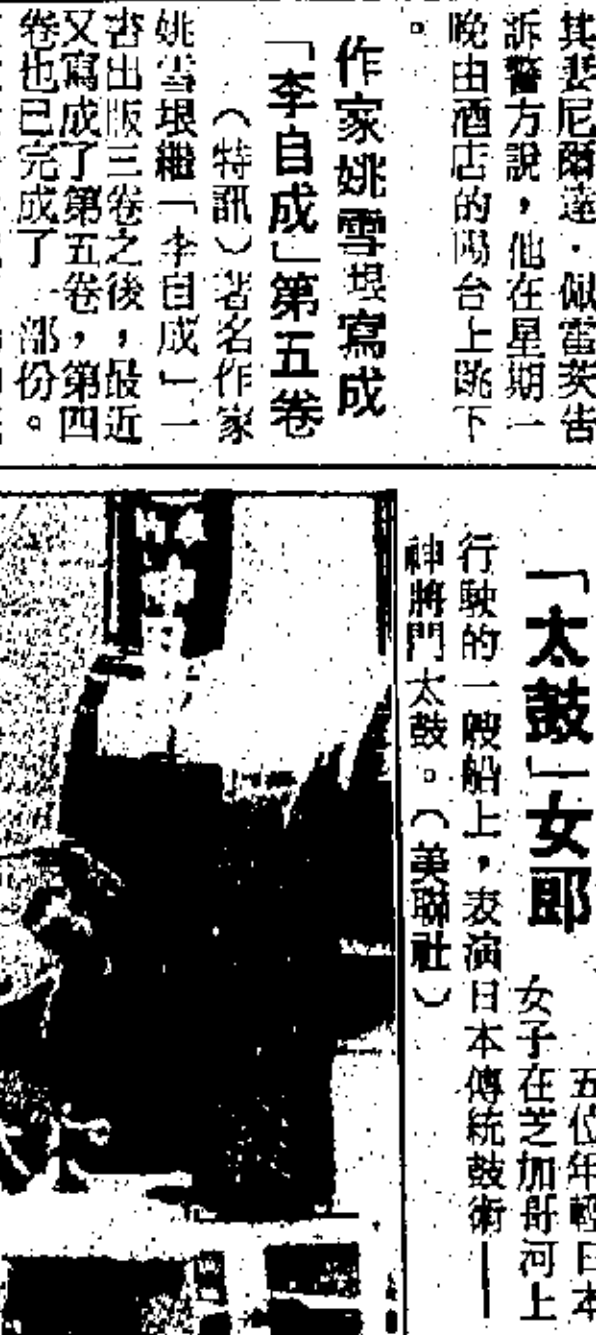 其妻尼爾達·佩雷茨告
訴警方說，他在星期一
晚由酒店的陽台上跳下
。
作家姚雪垠寫成
「李自成」第五卷
（特訊）著名作家
姚雪垠繼「李自成」一
書出版三卷之後，最近
又寫成了第五卷，第四
卷也已完成了一部份。
「太鼓」女郎
五位年輕日本
女子在芝加哥河上
行駛的一艘船上，表演日本傳統鼓術——
神將門太鼓。（美聯社）